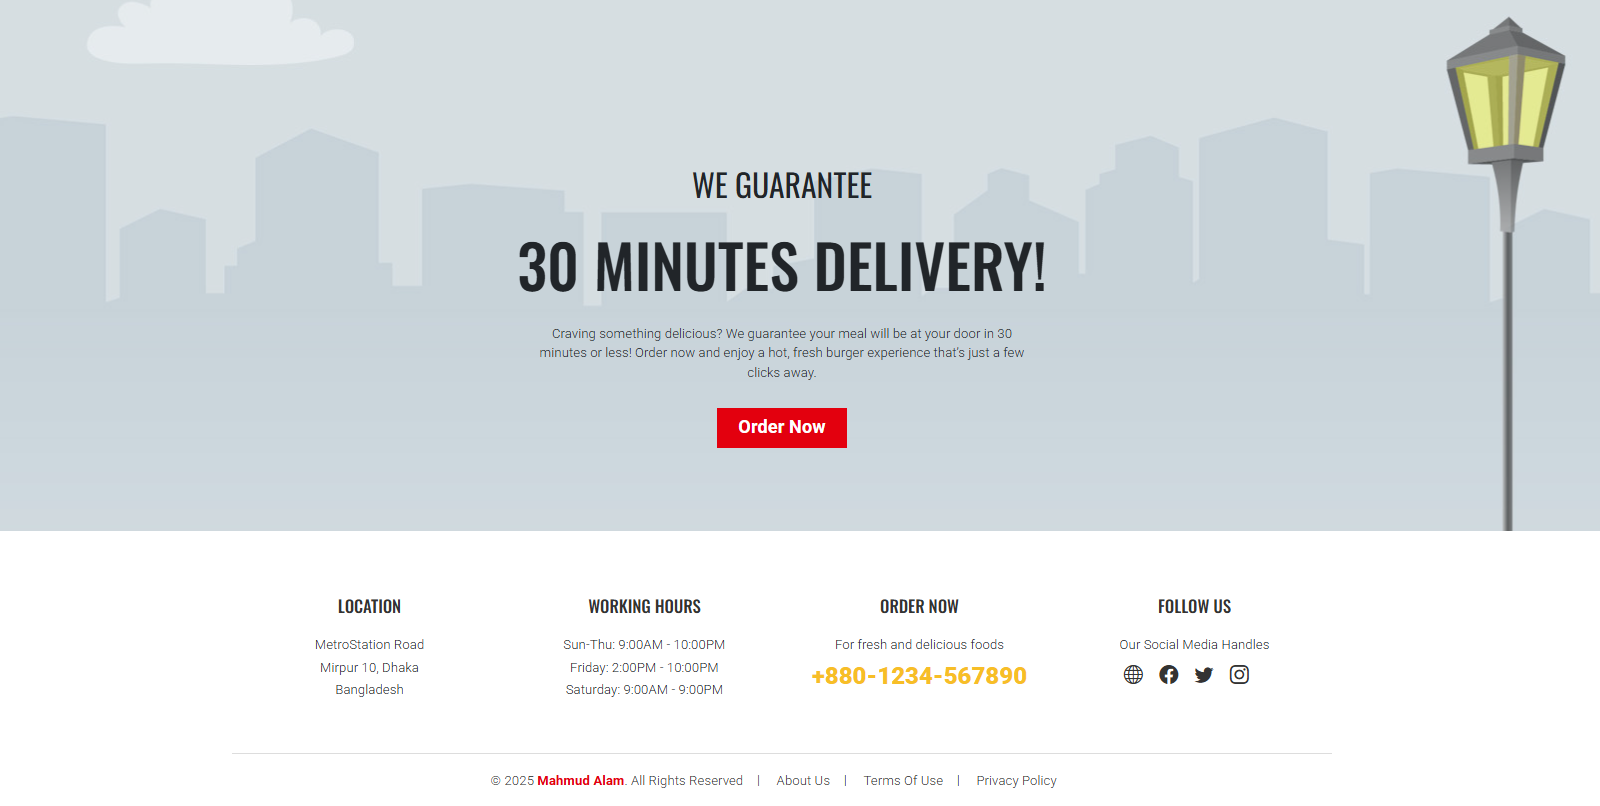 WE GUARANTEE
30 MINUTES DELIVERY!
Craving something delicious? We guarantee your meal will be at your door in 30
minutes or less! Order now and enjoy a hot, fresh burger experience that's just a few
clicks away.
Order Now
LOCATION
MetroStation Road
Mirpur 10, Dhaka
Bangladesh
WORKING HOURS
Sun-Thu: 9:00AM - 10:00PM
Friday: 2:00PM - 10:00PM
Saturday: 9:00AM - 9:00PM
ORDER NOW
For fresh and delicious foods
+880-1234-567890
FOLLOW US
Our Social Media Handles
© 2025 Mahmud Alam. All Rights Reserved | About Us | Terms Of Use | Privacy Policy